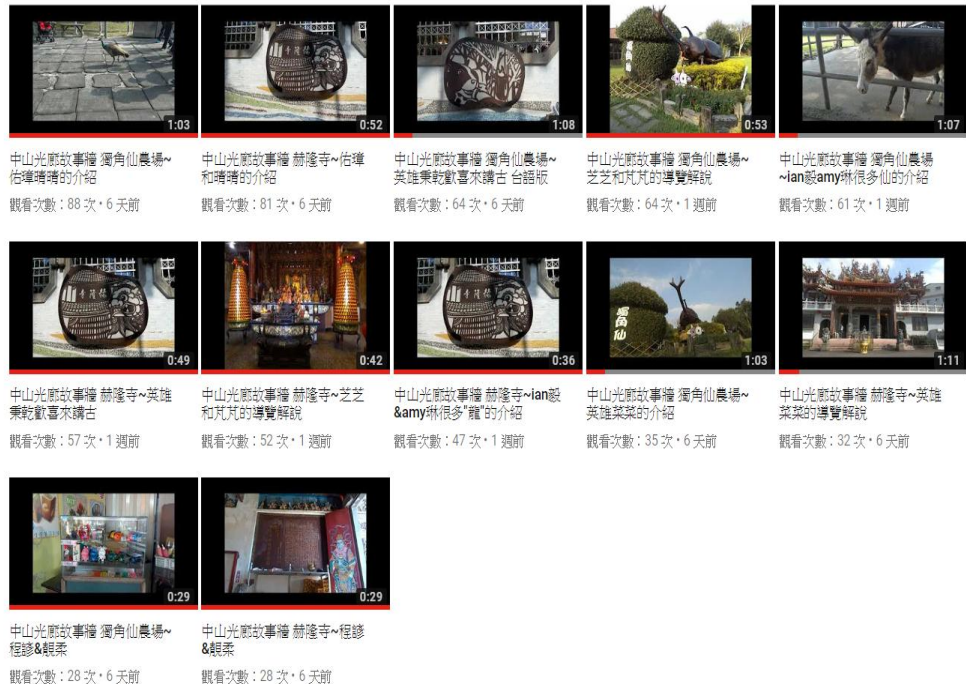 1:03
中山光廊故事牆 獨角仙農場~
佑璋晴晴的介紹
觀看次數：88 次 • 6 天前
0:52
中山光廊故事牆 赫隆寺~佑璋
和晴晴的介紹
觀看次數：81 次 • 6 天前
1:08
中山光廊故事牆 獨角仙農場~
英雄秉乾歡喜來講古 台語版
觀看次數：64 次 • 6 天前
0:53
中山光廊故事牆 獨角仙農場~
芝芝和芃芃的導覽解說
觀看次數：64 次 • 1 週前
1:07
中山光廊故事牆 獨角仙農場
~ian毅amy琳很多仙的介紹
觀看次數：61 次 • 1 週前
0:49
中山光廊故事牆 赫隆寺~英雄
秉乾歡喜來講古
觀看次數：57 次 • 1 週前
0:42
中山光廊故事牆 赫隆寺~芝芝
和芃芃的導覽解說
觀看次數：52 次 • 1 週前
0:36
中山光廊故事牆 赫隆寺~ian毅
&amy琳很多"龍"的介紹
觀看次數：47 次 • 1 週前
獨角仙
1:03
中山光廊故事牆 獨角仙農場~
英雄菜菜的介紹
觀看次數：35 次 • 6 天前
1:11
中山光廊故事牆 赫隆寺~英雄
菜菜的導覽解說
觀看次數：32 次 • 6 天前
0:29
中山光廊故事牆 獨角仙農場~
程諺&靚柔
觀看次數：28 次 • 6 天前
0:29
中山光廊故事牆 赫隆寺~程諺
&靚柔
觀看次數：28 次 • 6 天前